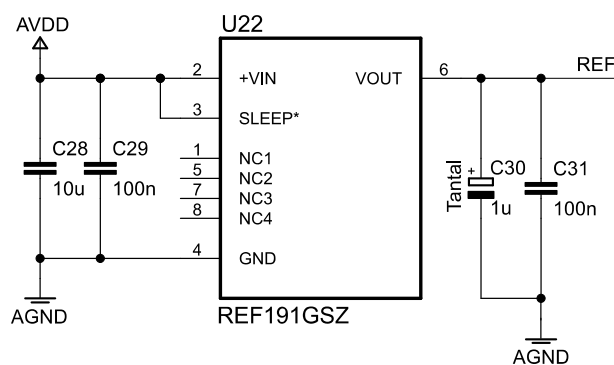 U22
AVDD
2 +VIN VOUT 6 REF
3 SLEEP*
C28 10u
C29 100n
1 NC1
5 NC2
7 NC3
8 NC4
4 GND
Tantal + C30 1u
C31 100n
AGND
REF191GSZ
AGND